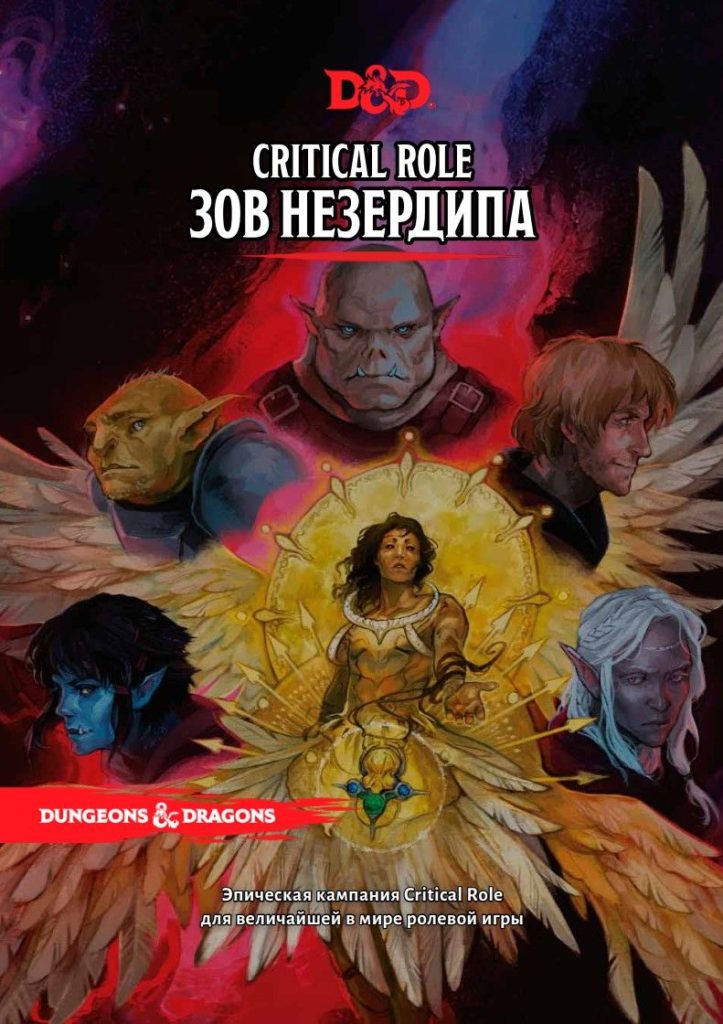 D&D
CRITICAL ROLE
ЗОВ НЕЗЕРДИПА
DUNGEONS & DRAGONS
Эпическая кампания Critical Role
для величайшей в мире ролевой игры